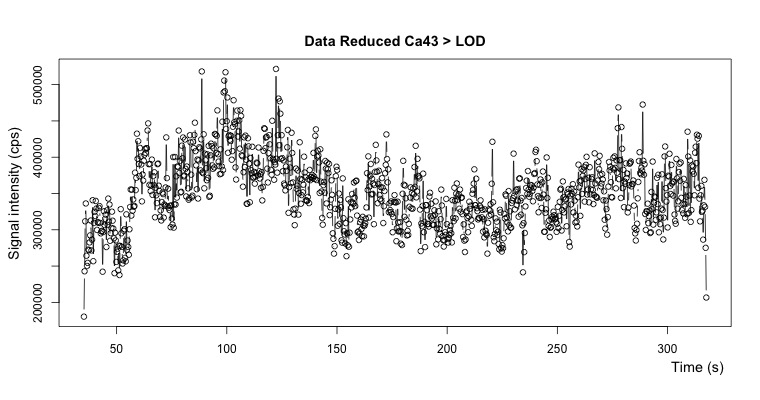 Data Reduced Ca43 > LOD
Signal intensity (cps)
500000
400000
300000
200000
50 100 150 200 250 300
Time (s)